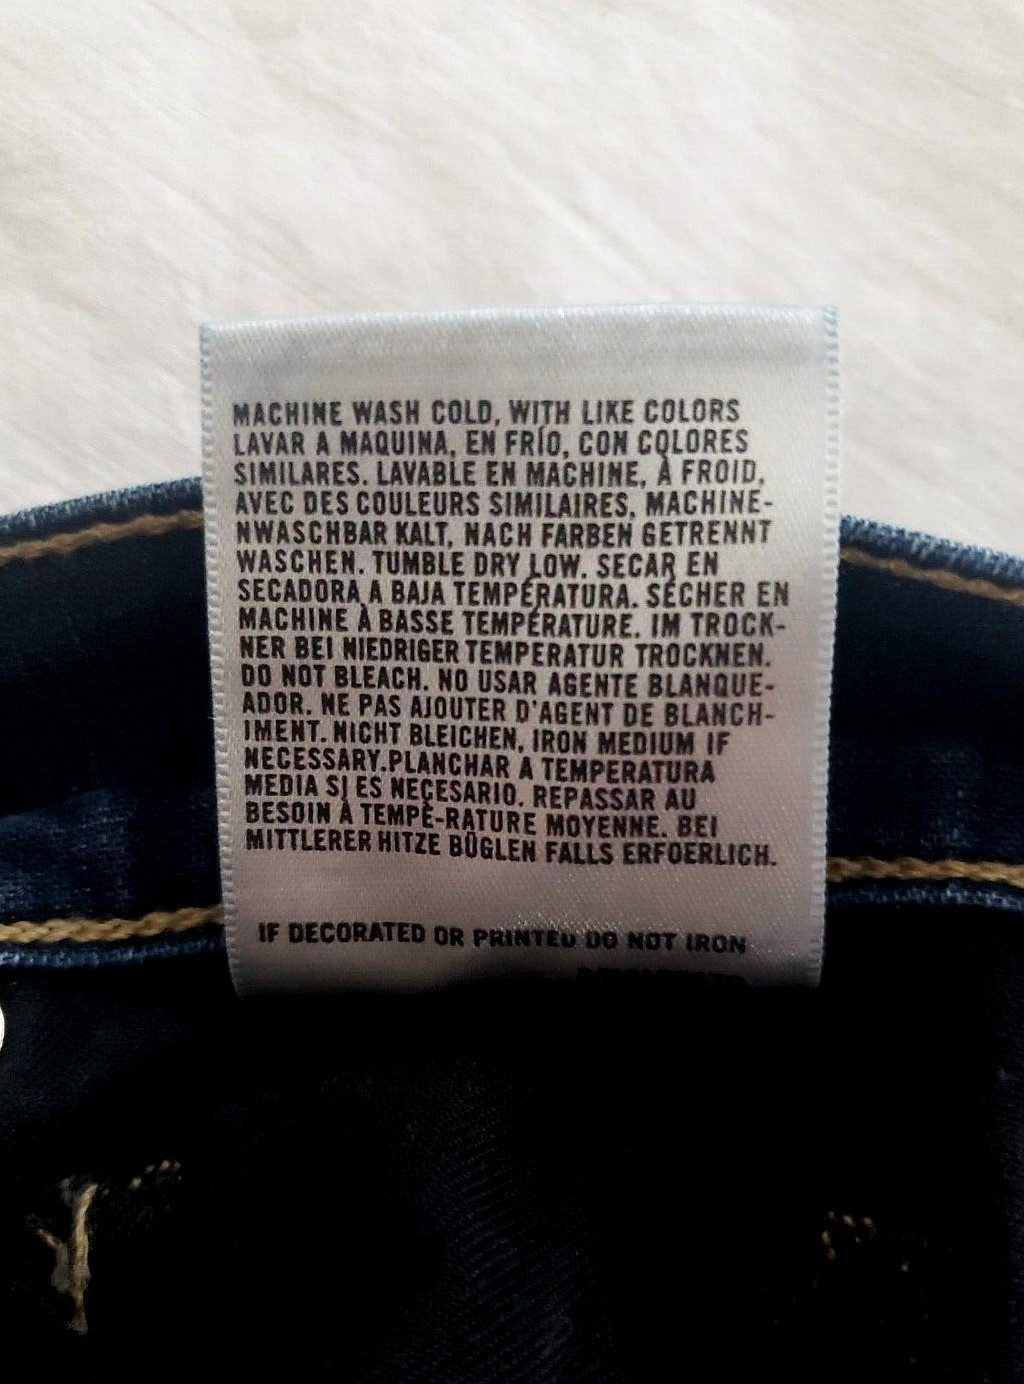 MACHINE WASH COLD, WITH LIKE COLORS
LAVAR A MAQUINA, EN FRÍO, CON COLORES
SIMILARES. LAVABLE EN MACHINE, À FROID,
AVEC DES COULEURS SIMILAIRES, MACHINE-
NWASCHBAR KALT, NACH FARBEN GETRENNT
WASCHEN. TUMBLE DRY LOW. SECAR EN
SECADORA A BAJA TEMPÉRATURA. SÉCHER EN
MACHINE À BASSE TEMPÉRATURE. IM TROCK-
NER BEI NIEDRIGER TEMPERATUR TROCKNEN.
DO NOT BLEACH. NO USAR AGENTE BLANQUE-
ADOR. NE PAS AJOUTER D'AGENT DE BLANCH-
IMENT. NICHT BLEICHEN, IRON MEDIUM IF
NECESSARY.PLANCHAR A TEMPERATURA
MEDIA SI ES NECESARIO. REPASSAR AU
BESOIN À TEMPÈ-RATURE MOYENNE. BEI
MITTLERER HITZE BÜGLEN FALLS ERFOERLICH.
IF DECORATED OR PRINTED DO NOT IRON